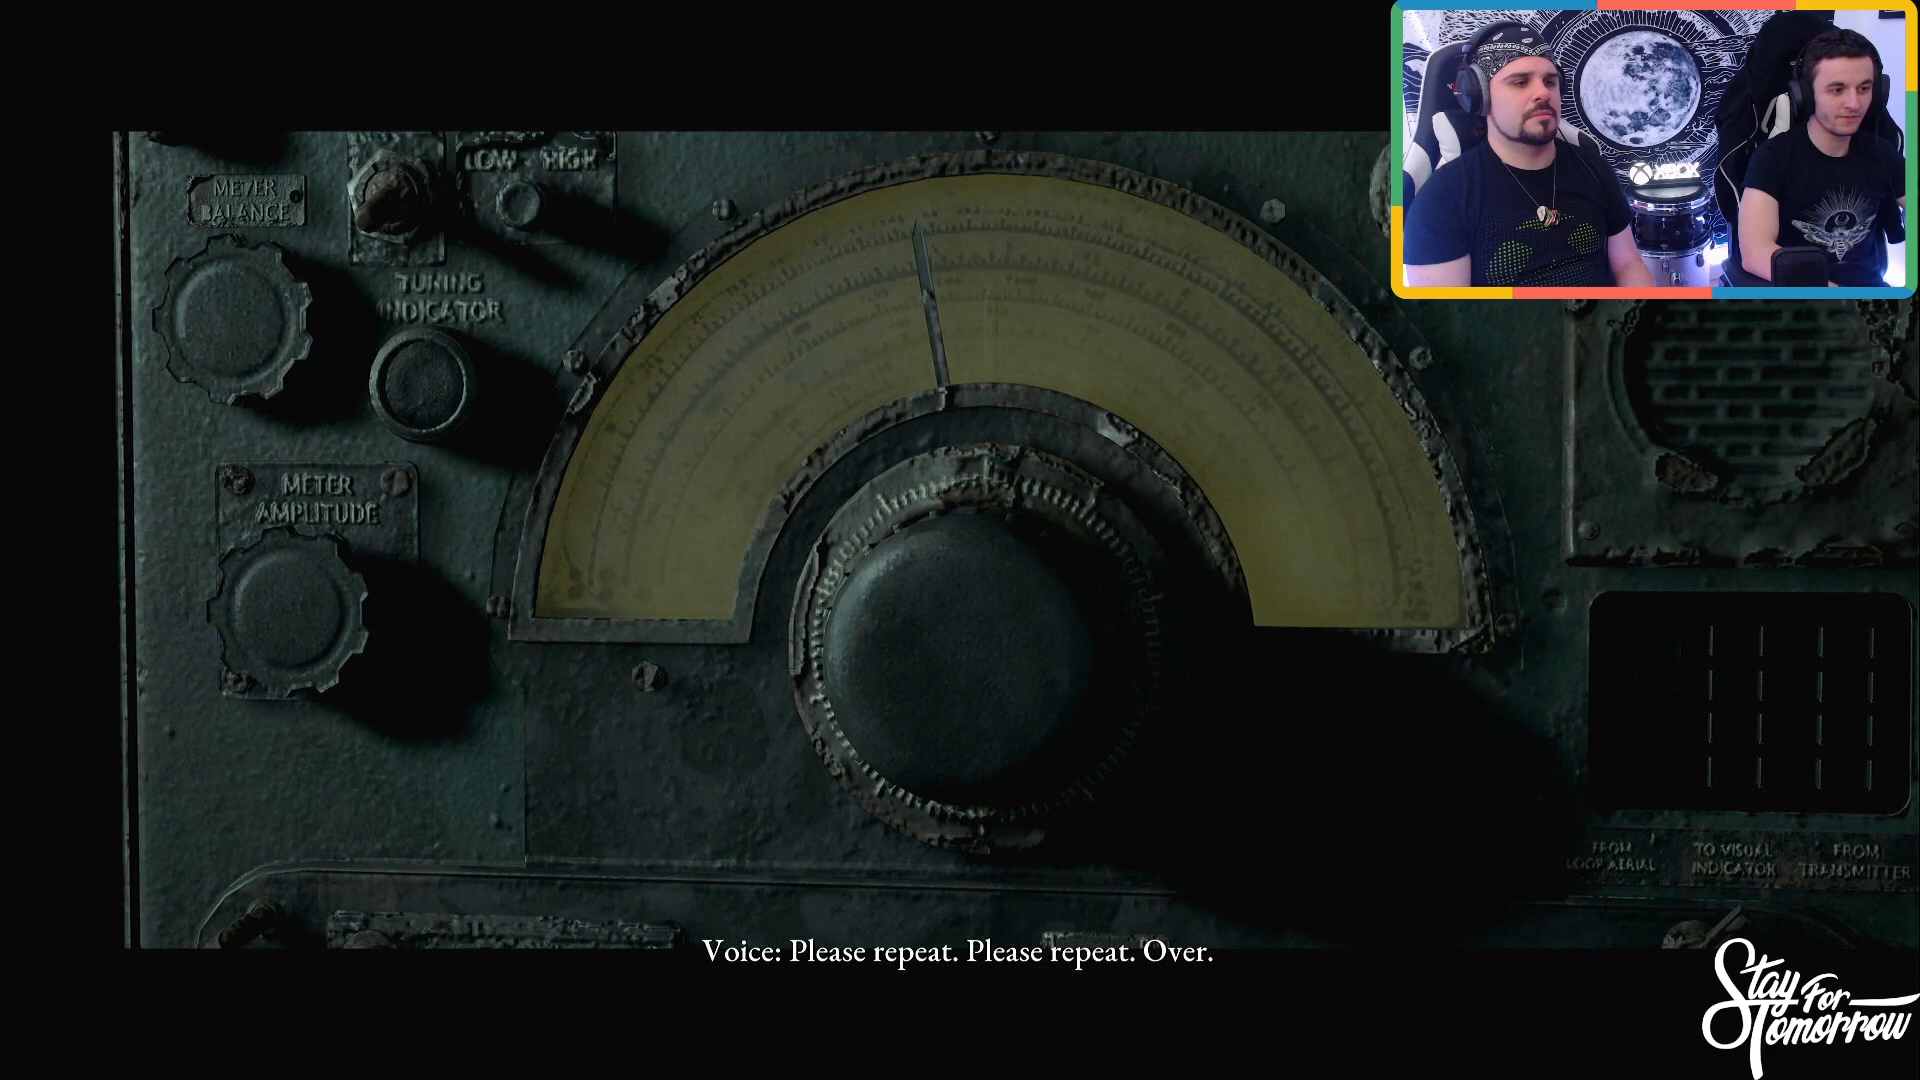 LOW - HIGH
METER
BALANCE
TUNING
INDICATOR
METER
AMPLITUDE
XBOX
FROM
LOOP AERIAL
TO VISUAL
INDICATOR
FROM
TRANSMITTER
Voice: Please repeat. Please repeat. Over.
Stay For
Tomorrow